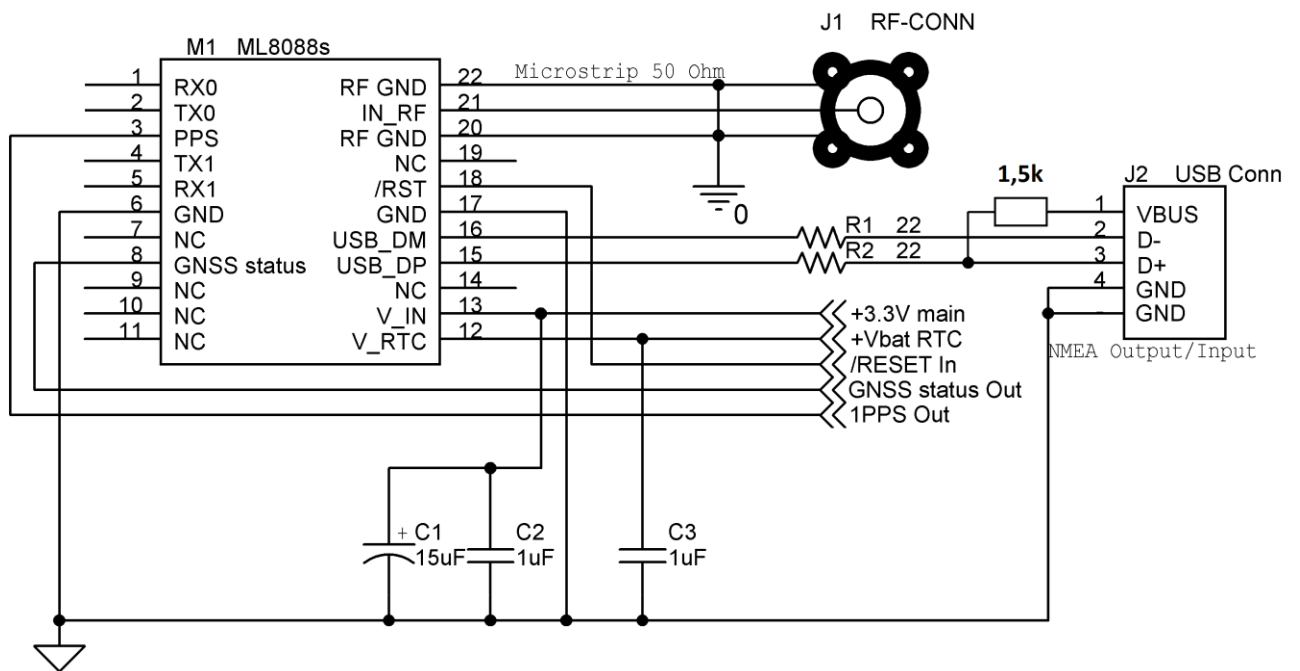 J1 RF-CONN
M1 ML8088s
Microstrip 50 Ohm
1 RX0 RF GND 22
2 TX0 IN_RF 21
3 PPS RF GND 20
4 TX1 NC 19
5 RX1 /RST 18
6 GND GND 17
7 NC USB_DM 16
8 GNSS status USB_DP 15
9 NC NC 14
10 NC V_IN 13
11 NC V_RTC 12
0
1,5k
J2 USB Conn
R1 22
R2 22
1 VBUS
2 D-
3 D+
4 GND
- GND
NMEA Output/Input
+3.3V main
+Vbat RTC
/RESET In
GNSS status Out
1PPS Out
+ C1
15uF
C2
1uF
C3
1uF